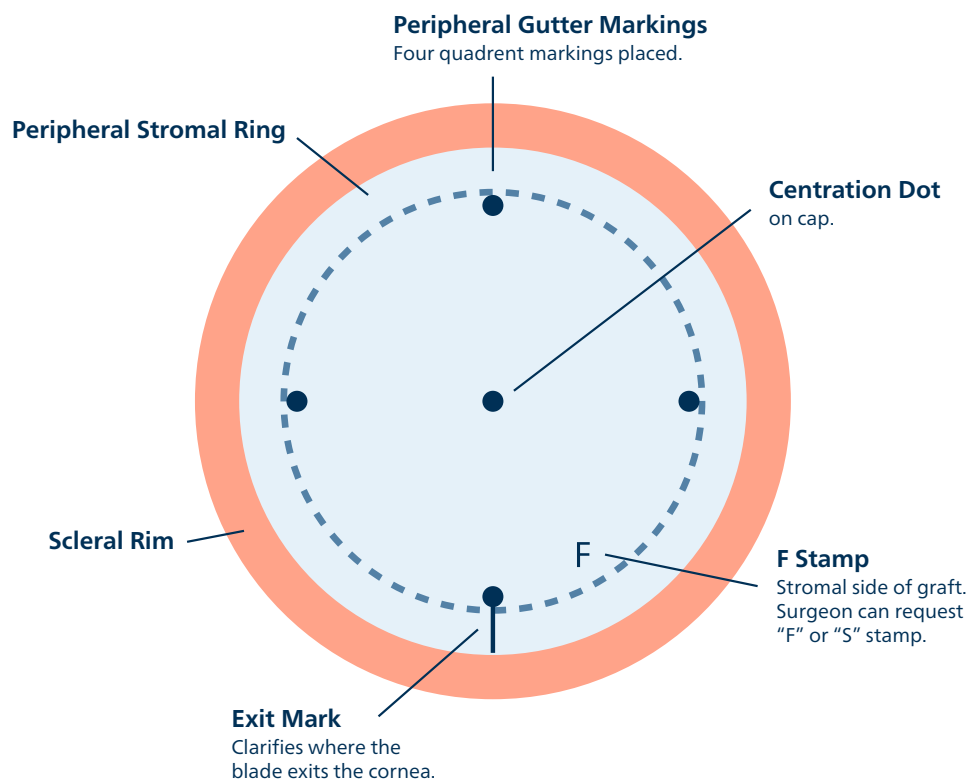 Peripheral Gutter Markings
Four quadrent markings placed.
Peripheral Stromal Ring
Centration Dot
on cap.
Scleral Rim
F
F Stamp
Stromal side of graft.
Surgeon can request
“F” or “S” stamp.
Exit Mark
Clarifies where the
blade exits the cornea.